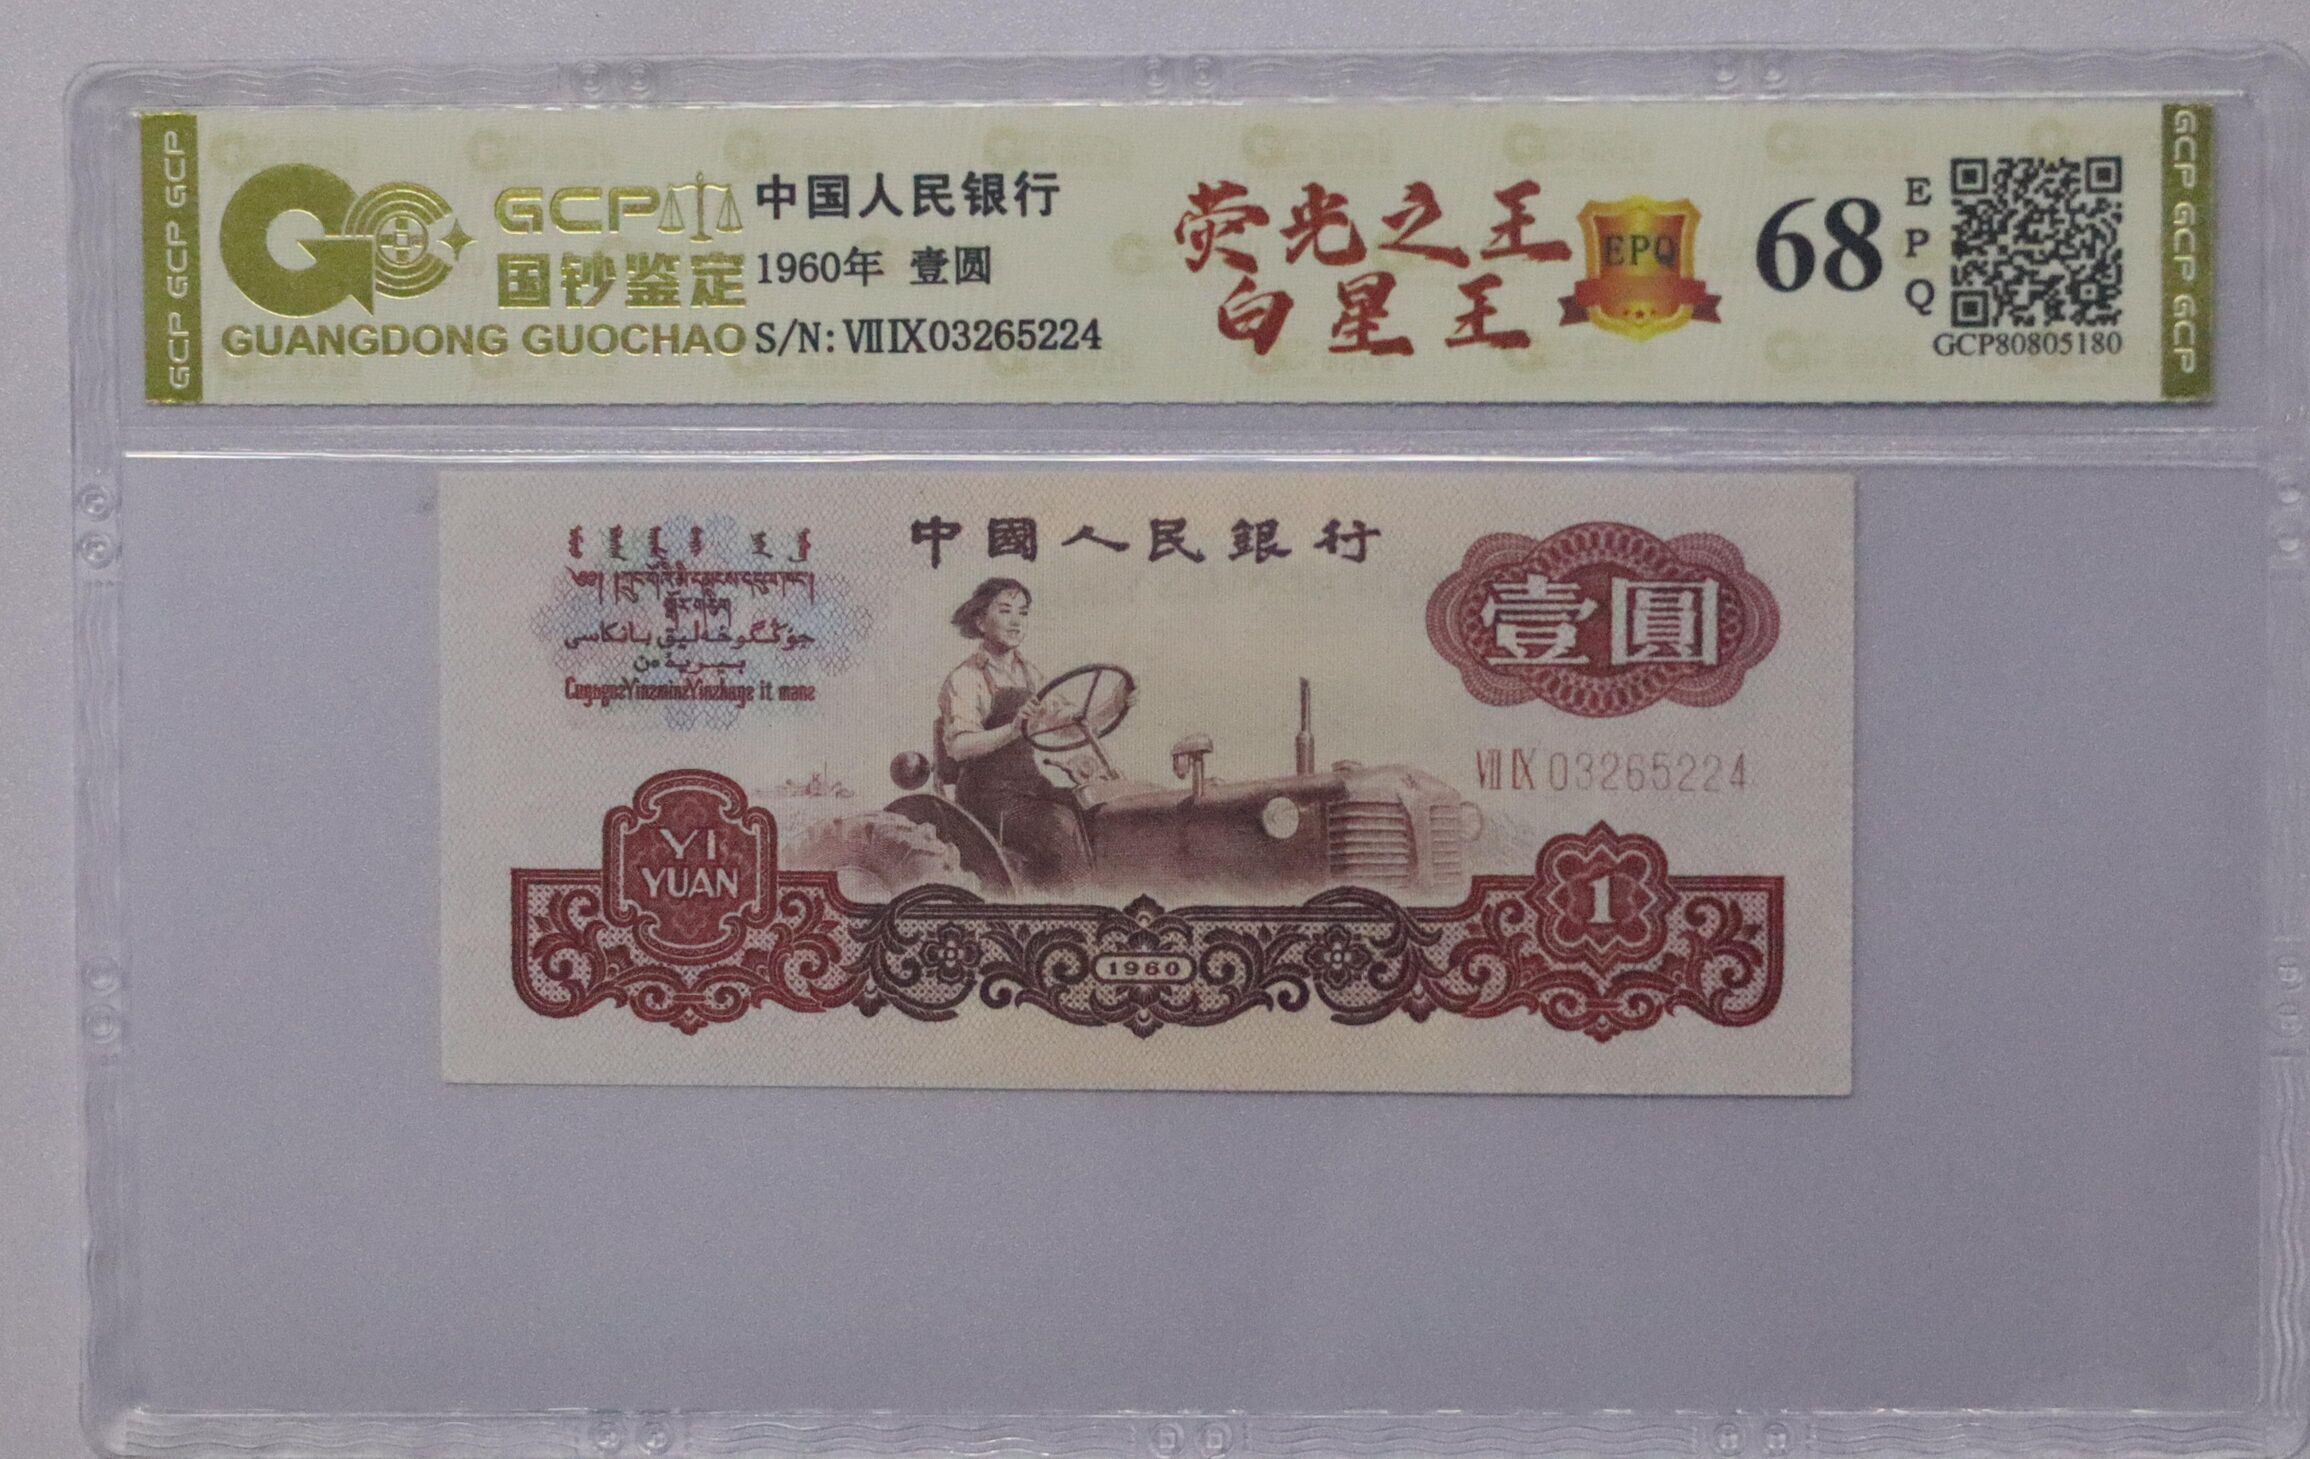 GCP GCP GCP
GCP
国钞鉴定
GUANGDONG GUOCHAO
中国人民银行
1960年 壹圆
S/N: ⅦⅨ03265224
荧光之王
白星王
EPQ
68
EPQ
GCP80805180
GCP GCP GCP GCP
中國人民銀行
壹圓
ⅦⅨ03265224
YI
YUAN
1960
1